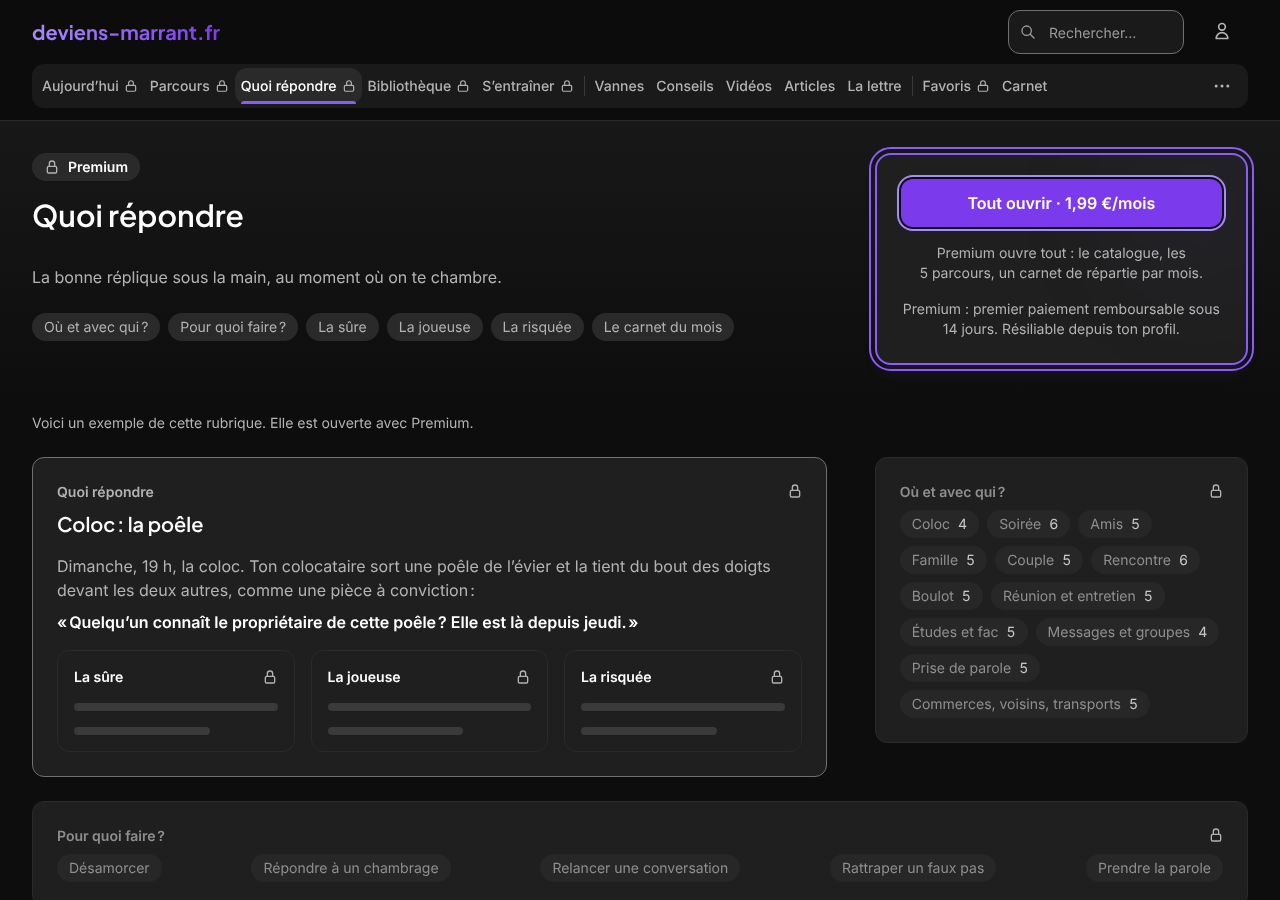 deviens-marrant.fr
Rechercher...
Aujourd’hui Parcours Quoi répondre Bibliothèque S’entraîner Vannes Conseils Vidéos Articles La lettre Favoris Carnet
Premium
Quoi répondre
La bonne réplique sous la main, au moment où on te chambre.
Où et avec qui ? Pour quoi faire ? La sûre La joueuse La risquée Le carnet du mois
Tout ouvrir · 1,99 €/mois
Premium ouvre tout : le catalogue, les
5 parcours, un carnet de répartie par mois.
Premium : premier paiement remboursable sous
14 jours. Résiliable depuis ton profil.
Voici un exemple de cette rubrique. Elle est ouverte avec Premium.
Quoi répondre
Coloc : la poêle
Dimanche, 19 h, la coloc. Ton colocataire sort une poêle de l’évier et la tient du bout des doigts
devant les deux autres, comme une pièce à conviction :
« Quelqu’un connaît le propriétaire de cette poêle ? Elle est là depuis jeudi. »
La sûre La joueuse La risquée
Où et avec qui ?
Coloc 4 Soirée 6 Amis 5
Famille 5 Couple 5 Rencontre 6
Boulot 5 Réunion et entretien 5
Études et fac 5 Messages et groupes 4
Prise de parole 5
Commerces, voisins, transports 5
Pour quoi faire ?
Désamorcer Répondre à un chambrage Relancer une conversation Rattraper un faux pas Prendre la parole